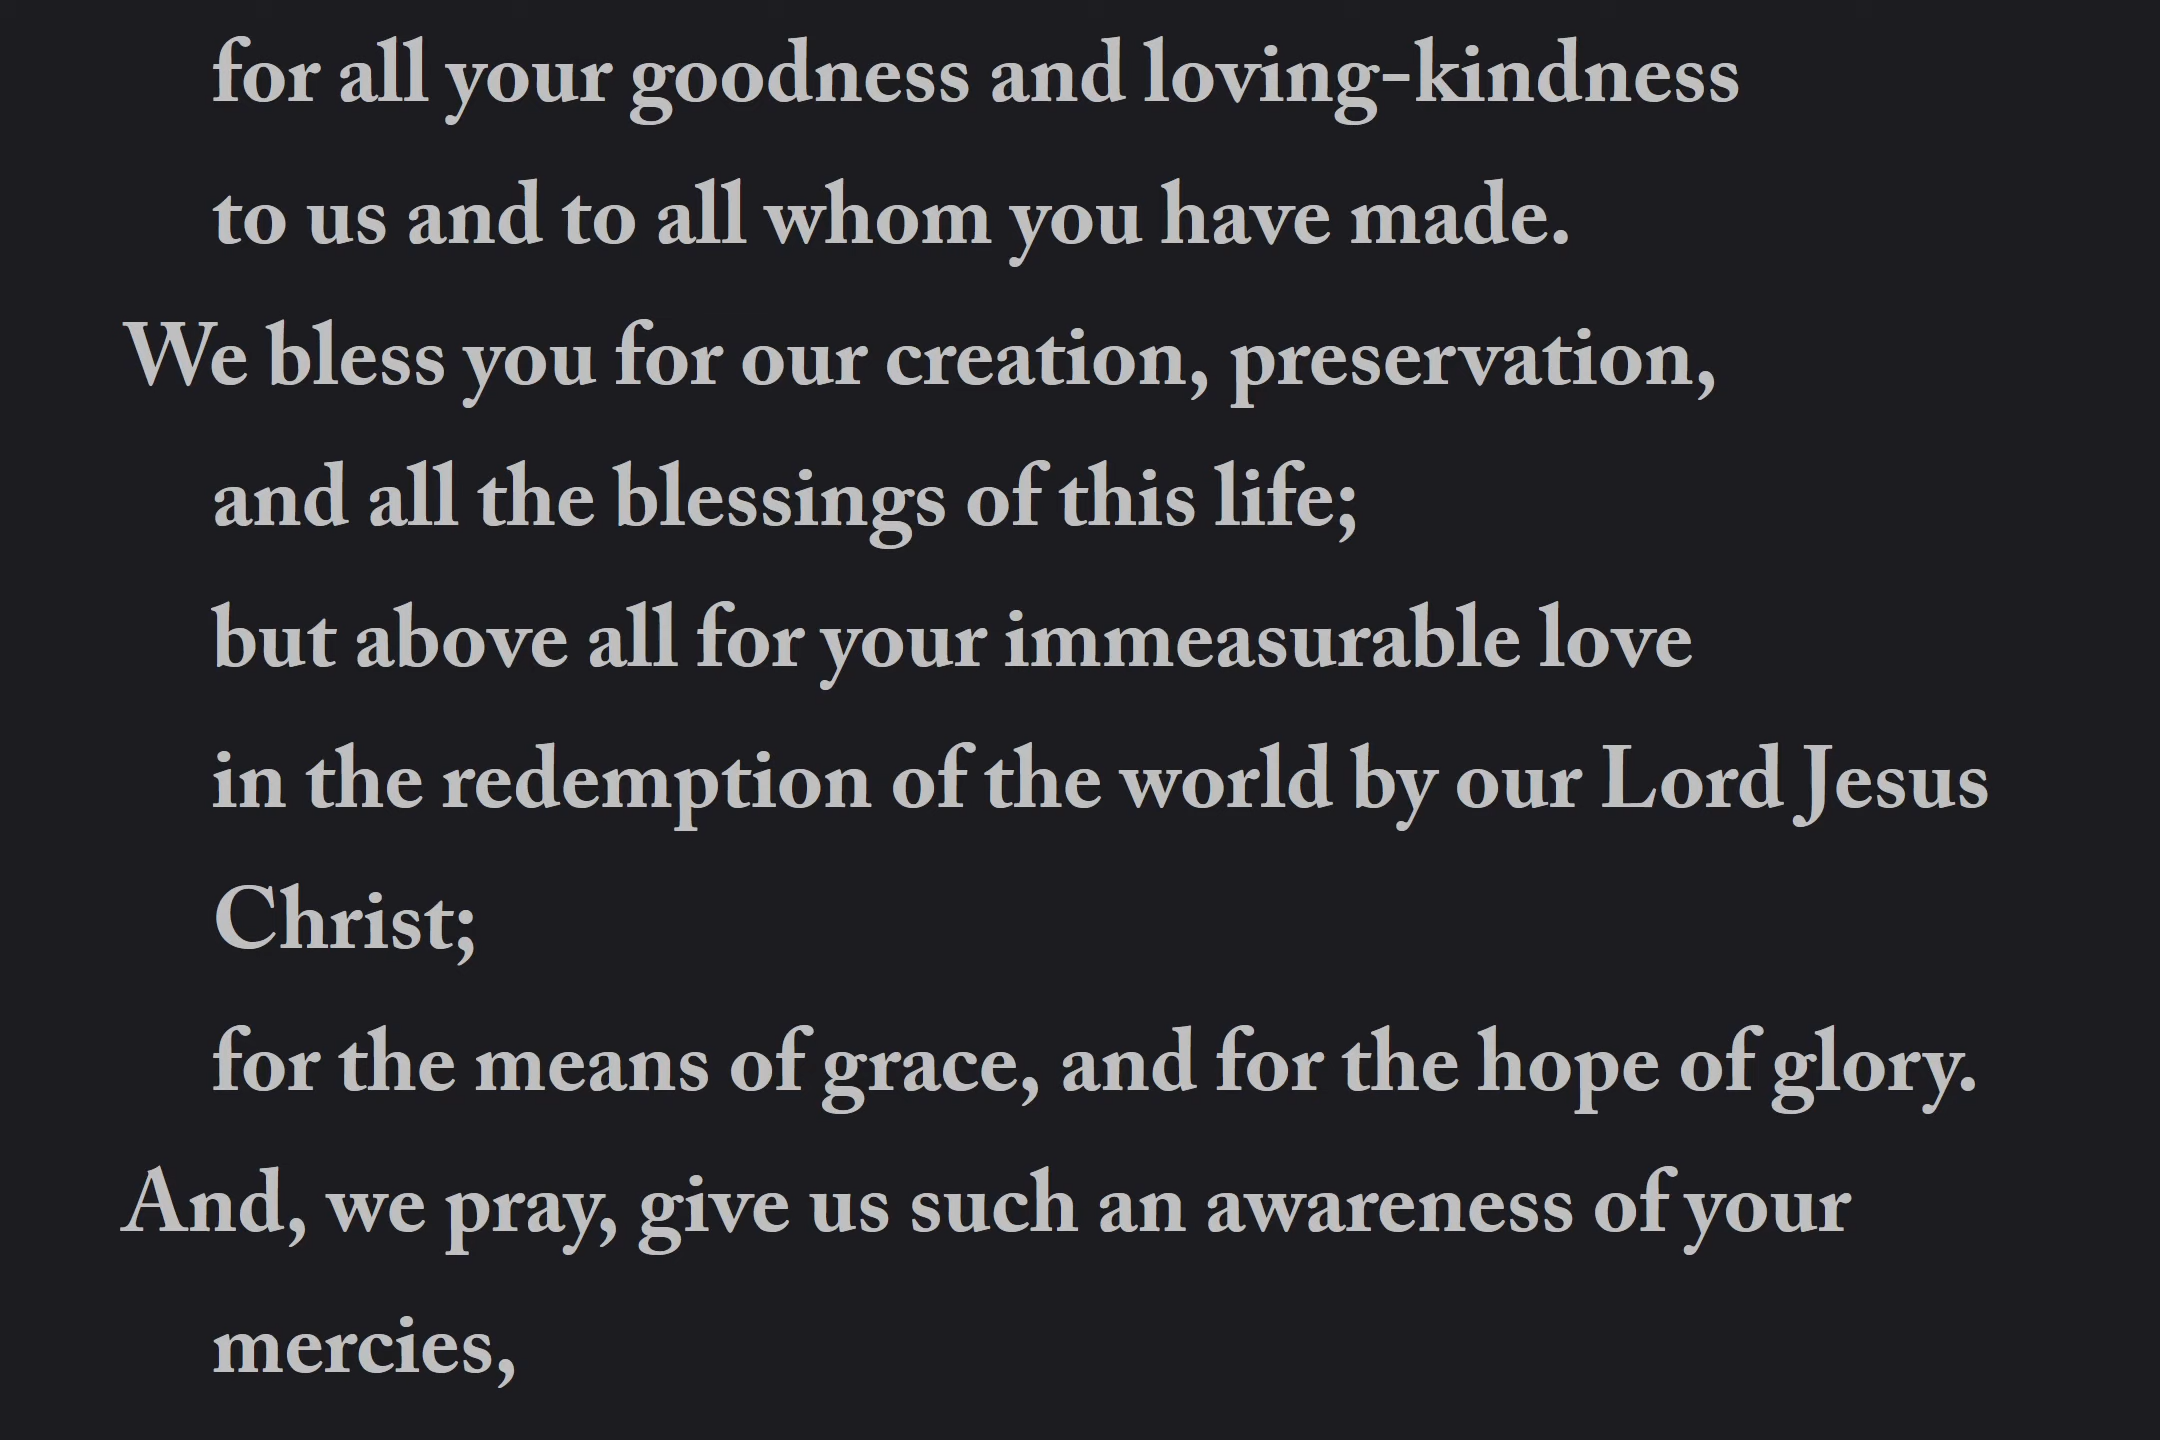 for all your goodness and loving-kindness
to us and to all whom you have made.
We bless you for our creation, preservation,
and all the blessings of this life;
but above all for your immeasurable love
in the redemption of the world by our Lord Jesus
Christ;
for the means of grace, and for the hope of glory.
And, we pray, give us such an awareness of your
mercies,